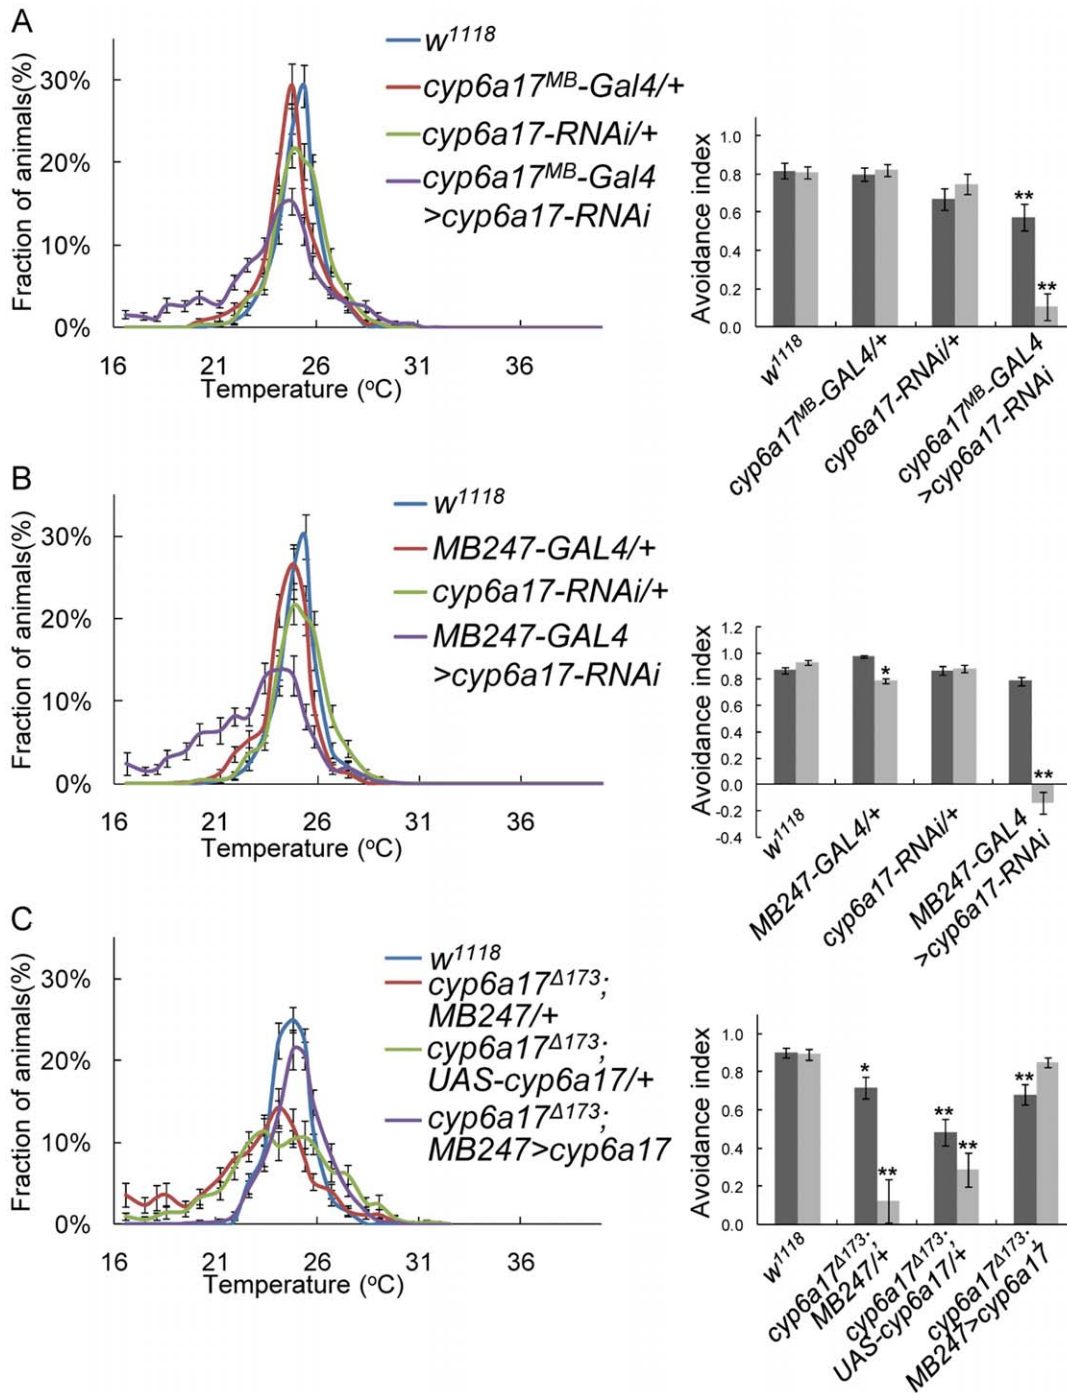 A
Fraction of animals(%)
30%
20%
10%
0%
16
21
26
31
36
Temperature (°C)
w1118
cyp6a17MB-Gal4/+
cyp6a17-RNAi/+
cyp6a17MB-Gal4
>cyp6a17-RNAi
Avoidance index
1.0
0.8
0.6
0.4
0.2
0.0
**
**
w1118
cyp6a17MB-GAL4/+
cyp6a17-RNAi/+
cyp6a17MB-GAL4
>cyp6a17-RNAi
B
Fraction of animals(%)
30%
20%
10%
0%
16
21
26
31
36
Temperature (°C)
w1118
MB247-GAL4/+
cyp6a17-RNAi/+
MB247-GAL4
>cyp6a17-RNAi
Avoidance index
1.2
1.0
0.8
0.6
0.4
0.2
0.0
-0.2
-0.4
*
**
w1118
MB247-GAL4/+
cyp6a17-RNAi/+
MB247-GAL4
>cyp6a17-RNAi
C
Fraction of animals(%)
30%
20%
10%
0%
16
21
26
31
36
Temperature (°C)
w1118
cyp6a17Δ173;
MB247/+
cyp6a17Δ173;
UAS-cyp6a17/+
cyp6a17Δ173;
MB247>cyp6a17
Avoidance index
1.0
0.8
0.6
0.4
0.2
0.0
*
**
**
**
**
w1118
cyp6a17Δ173;
MB247/+
cyp6a17Δ173;
UAS-cyp6a17/+
cyp6a17Δ173;
MB247>cyp6a17